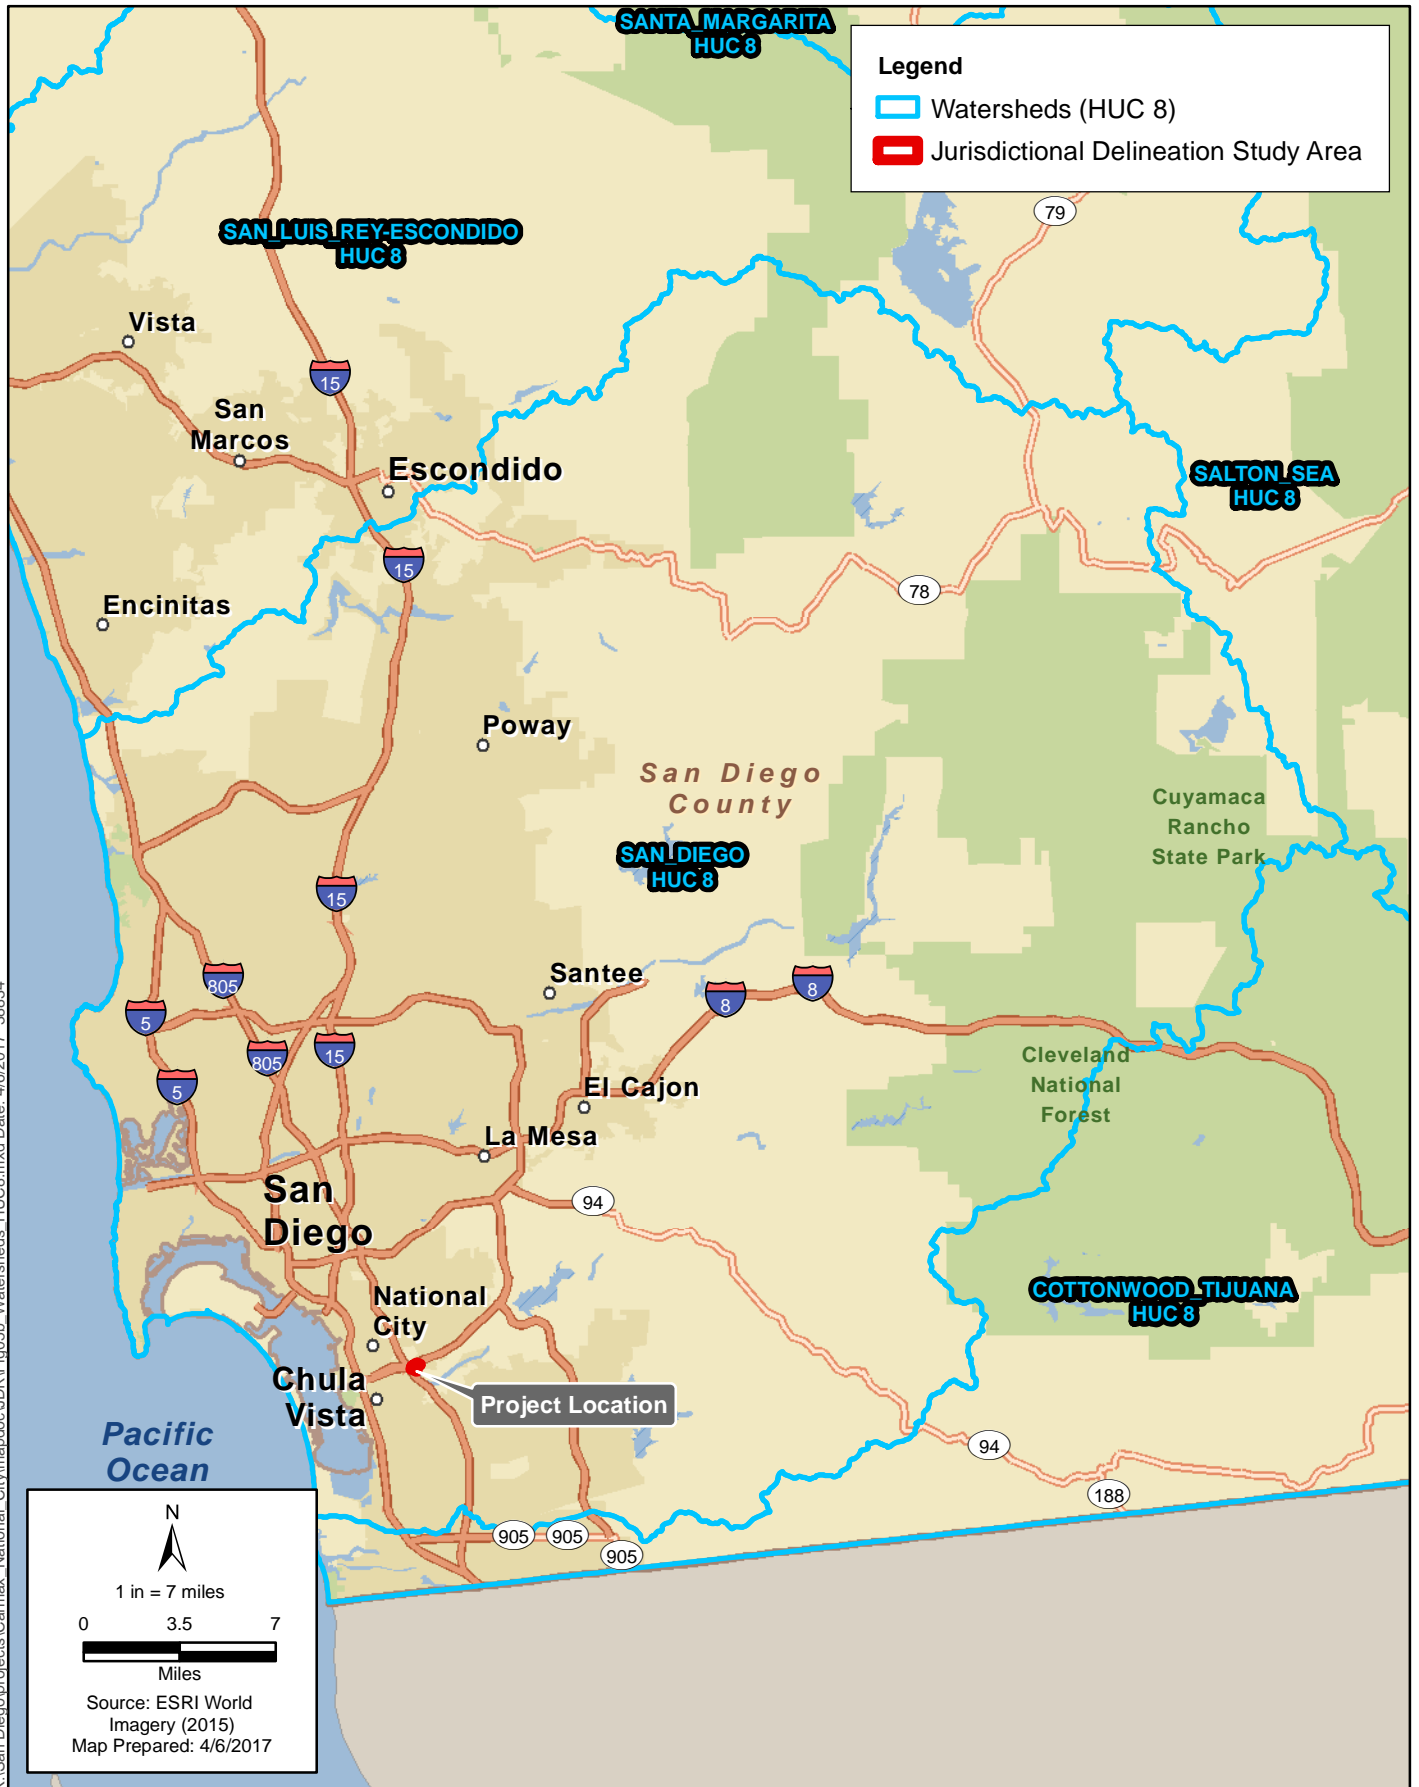 SANTA_MARGARITA
HUC 8
Legend
Watersheds (HUC 8)
Jurisdictional Delineation Study Area
79
SAN_LUIS_REY-ESCONDIDO
HUC 8
Vista
15
San
Marcos
Escondido
SALTON_SEA
HUC 8
15
78
Encinitas
Poway
San Diego
County
Cuyamaca
Rancho
State Park
SAN_DIEGO
HUC 8
15
Santee
805
8
8
5
805
15
Cleveland
National
Forest
5
El Cajon
La Mesa
San
Diego
94
National
City
COTTONWOOD_TIJUANA
HUC 8
Chula
Vista
Project Location
Pacific
Ocean
94
188
905
905
905
N
1 in = 7 miles
0 3.5 7
Miles
Source: ESRI World
Imagery (2015)
Map Prepared: 4/6/2017